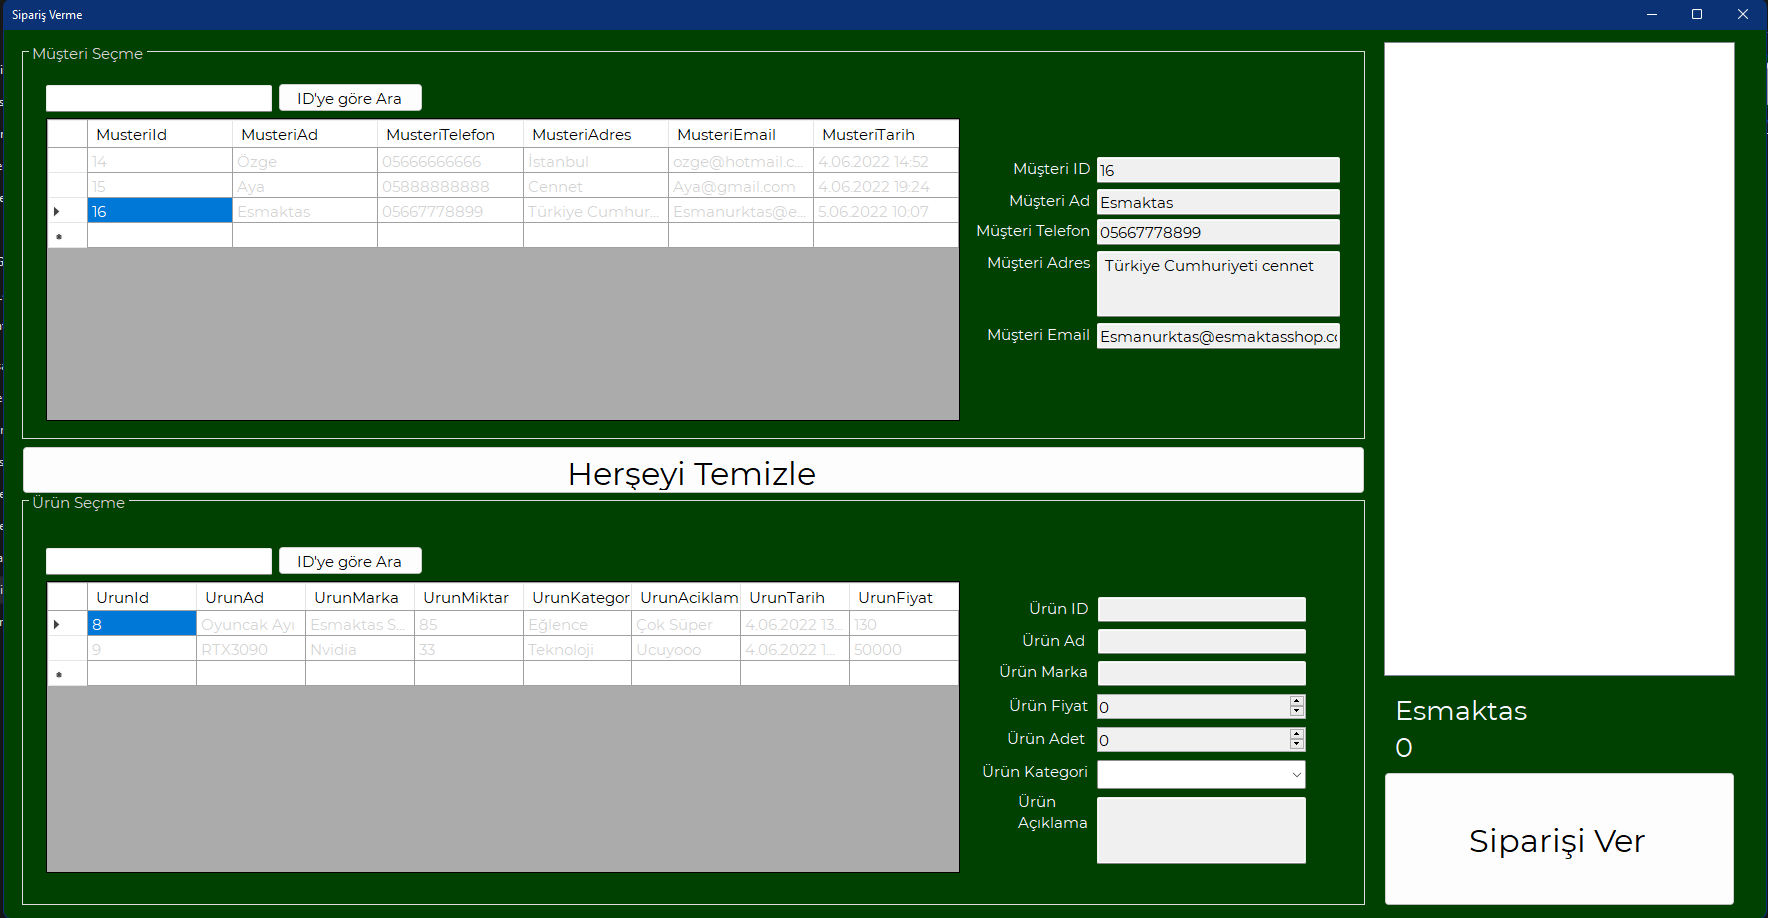 Sipariş Verme
Müşteri Seçme
ID'ye göre Ara
MusteriId MusteriAd MusteriTelefon MusteriAdres MusteriEmail MusteriTarih
14 Özge 05666666666 İstanbul ozge@hotmail.c... 4.06.2022 14:52
15 Aya 05888888888 Cennet Aya@gmail.com 4.06.2022 19:24
16 Esmaktas 05667778899 Türkiye Cumhur... Esmanurktas@e... 5.06.2022 10:07
Müşteri ID 16
Müşteri Ad Esmaktas
Müşteri Telefon 05667778899
Müşteri Adres Türkiye Cumhuriyeti cennet
Müşteri Email Esmanurktas@esmaktasshop.co
Herşeyi Temizle
Ürün Seçme
ID'ye göre Ara
UrunId UrunAd UrunMarka UrunMiktar UrunKategor UrunAciklam UrunTarih UrunFiyat
8 Oyuncak Ayı Esmaktas S... 85 Eğlence Çok Süper 4.06.2022 13... 130
9 RTX3090 Nvidia 33 Teknoloji Ucuyooo 4.06.2022 1... 50000
Ürün ID
Ürün Ad
Ürün Marka
Ürün Fiyat 0
Ürün Adet 0
Ürün Kategori
Ürün
Açıklama
Esmaktas
0
Siparişi Ver